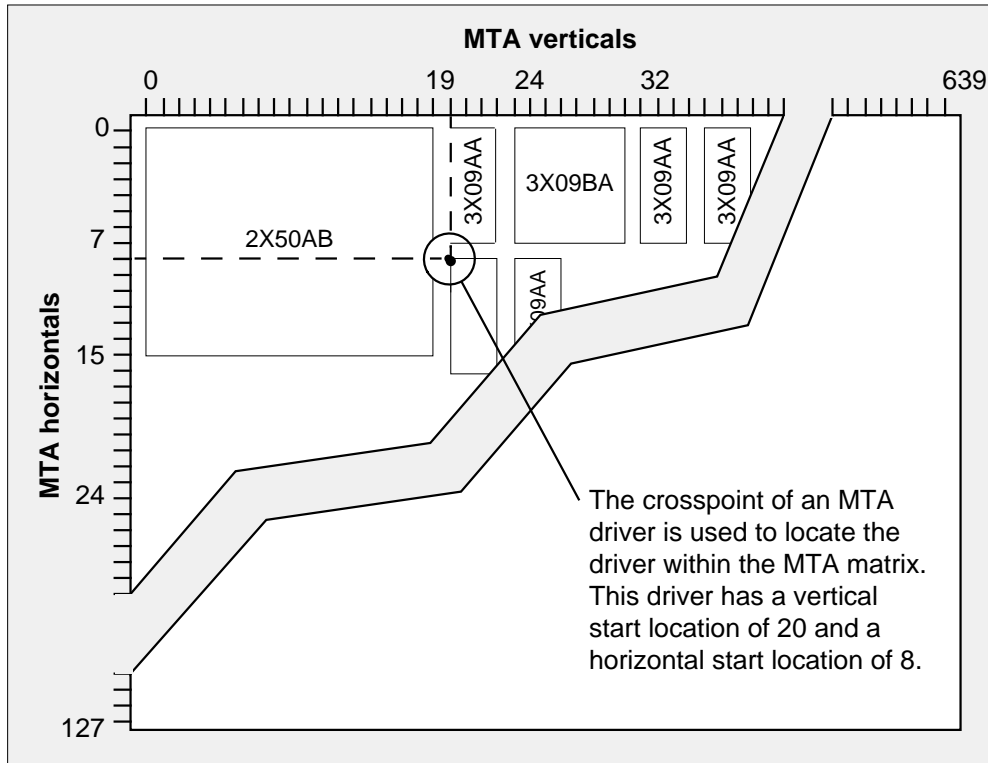 MTA verticals
0 19 24 32 639
MTA horizontals
0
7
15
24
127
2X50AB
3X09AA
3X09BA
3X09AA
3X09AA
09AA
The crosspoint of an MTA
driver is used to locate the
driver within the MTA matrix.
This driver has a vertical
start location of 20 and a
horizontal start location of 8.